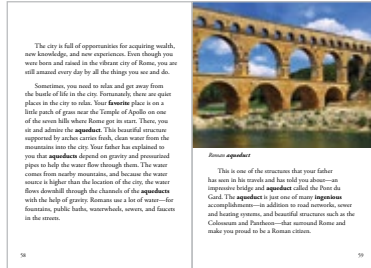 The city is full of opportunities for acquiring wealth,
new knowledge, and new experiences. Even though you
were born and raised in the vibrant city of Rome, you are
still amazed every day by all the things you see and do.
Sometimes, you need to relax and get away from
the bustle of life in the city. Fortunately, there are quiet
places in the city to relax. Your favorite place is on a
little patch of grass near the Temple of Apollo on one
of the seven hills where Rome got its start. There, you
sit and admire the aqueduct. This beautiful structure
supported by arches carries fresh, clean water from the
mountains into the city. Your father has explained to
you that aqueducts depend on gravity and pressurized
pipes to help the water flow through them. The water
comes from nearby mountains, and because the water
source is higher than the location of the city, the water
flows downhill through the channels of the aqueducts
with the help of gravity. Romans use a lot of water—for
fountains, public baths, waterwheels, sewers, and faucets
in the streets.
58
Roman aqueduct
This is one of the structures that your father
has seen in his travels and has told you about—an
impressive bridge and aqueduct called the Pont du
Gard. The aqueduct is just one of many ingenious
accomplishments—in addition to road networks, sewer
and heating systems, and beautiful structures such as the
Colosseum and Pantheon—that surround Rome and
make you proud to be a Roman citizen.
59